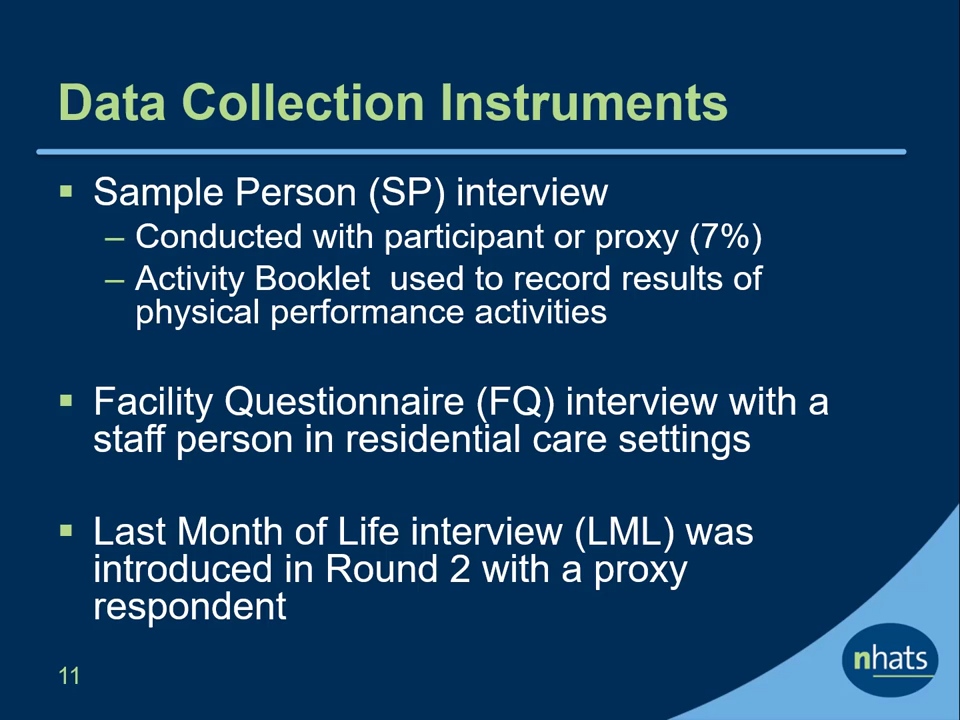 Data Collection Instruments
▪ Sample Person (SP) interview
– Conducted with participant or proxy (7%)
– Activity Booklet  used to record results of
physical performance activities
▪ Facility Questionnaire (FQ) interview with a
staff person in residential care settings
▪ Last Month of Life interview (LML) was
introduced in Round 2 with a proxy
respondent
11
nhats